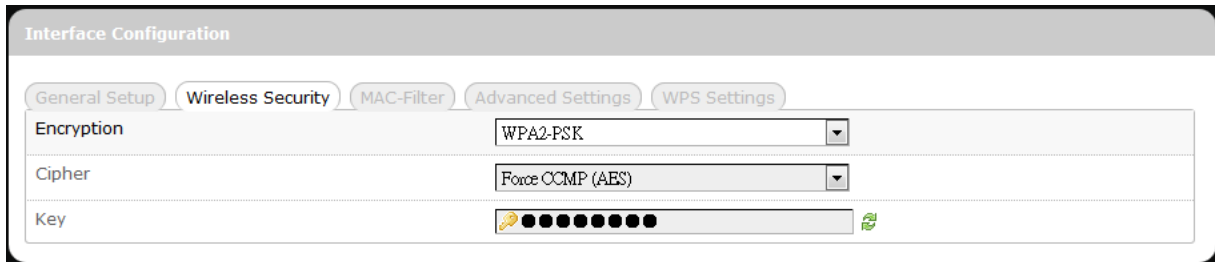 Interface Configuration
General Setup Wireless Security MAC-Filter Advanced Settings WPS Settings
Encryption WPA2-PSK
Cipher Force CCMP (AES)
Key ●●●●●●●●